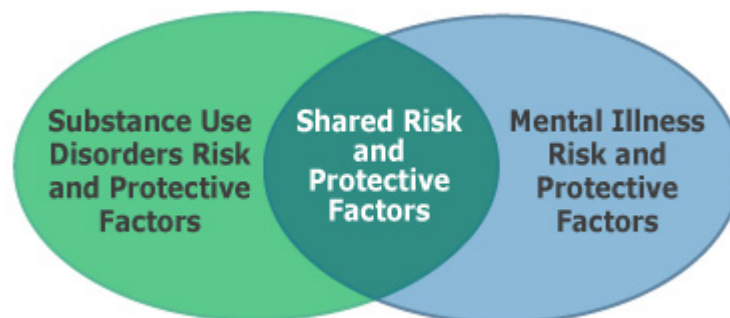 Substance Use
Disorders Risk
and Protective
Factors
Shared Risk
and
Protective
Factors
Mental Illness
Risk and
Protective
Factors